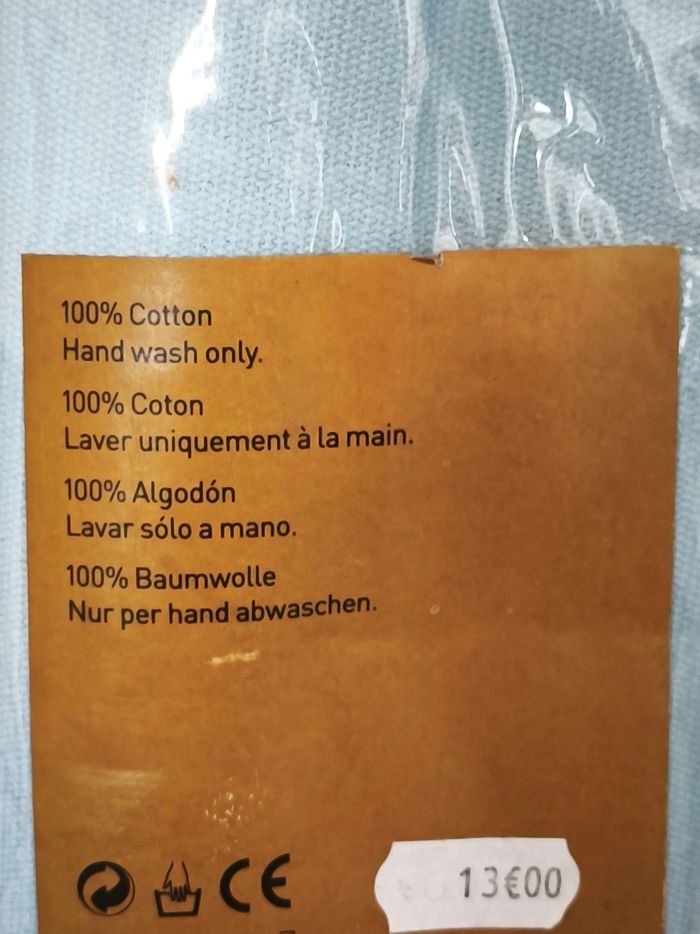 100% Cotton
Hand wash only.
100% Coton
Laver uniquement à la main.
100% Algodón
Lavar sólo a mano.
100% Baumwolle
Nur per hand abwaschen.
CE
13€00